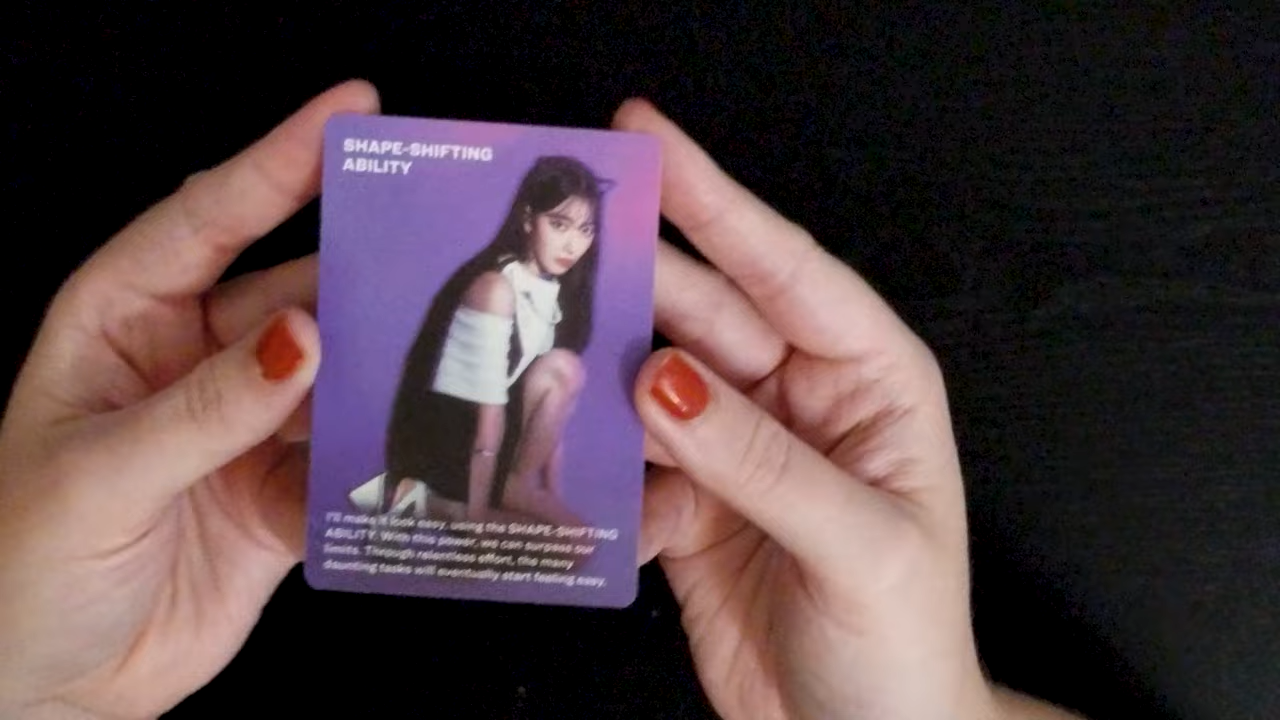 SHAPE-SHIFTING
ABILITY
I'll make it look easy, using the SHAPE-SHIFTING
ABILITY. With this power, we can surpass our
limits. Through relentless effort, the many
daunting tasks will eventually start feeling easy.